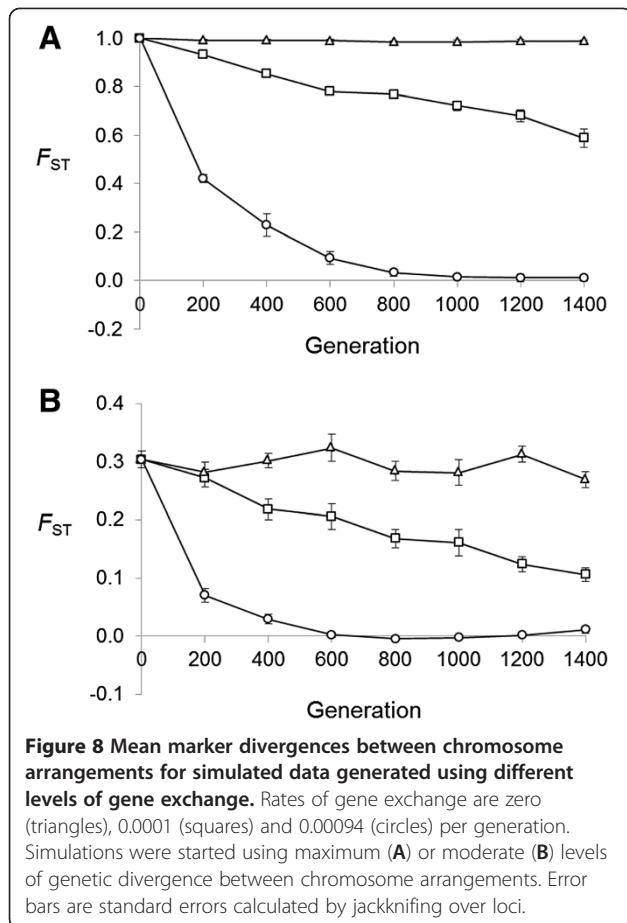 A
1.0
0.8
0.6
FST
0.4
0.2
0.0
0 200 400 600 800 1000 1200 1400
-0.2
Generation
B
0.4
0.3
0.2
FST
0.1
0.0
0 200 400 600 800 1000 1200 1400
-0.1
Generation
Figure 8 Mean marker divergences between chromosome
arrangements for simulated data generated using different
levels of gene exchange. Rates of gene exchange are zero
(triangles), 0.0001 (squares) and 0.00094 (circles) per generation.
Simulations were started using maximum (A) or moderate (B) levels
of genetic divergence between chromosome arrangements. Error
bars are standard errors calculated by jackknifing over loci.